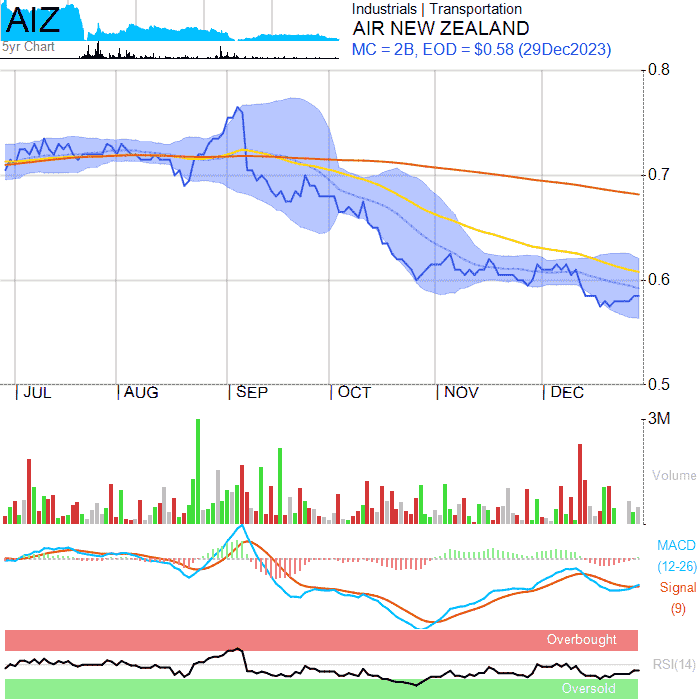 AIZ
5yr Chart
Industrials | Transportation
AIR NEW ZEALAND
MC = 2B, EOD = $0.58 (29Dec2023)
0.8
0.7
0.6
0.5
JUL AUG SEP OCT NOV DEC
3M
Volume
MACD
(12-26)
Signal
(9)
Overbought
RSI(14)
Oversold